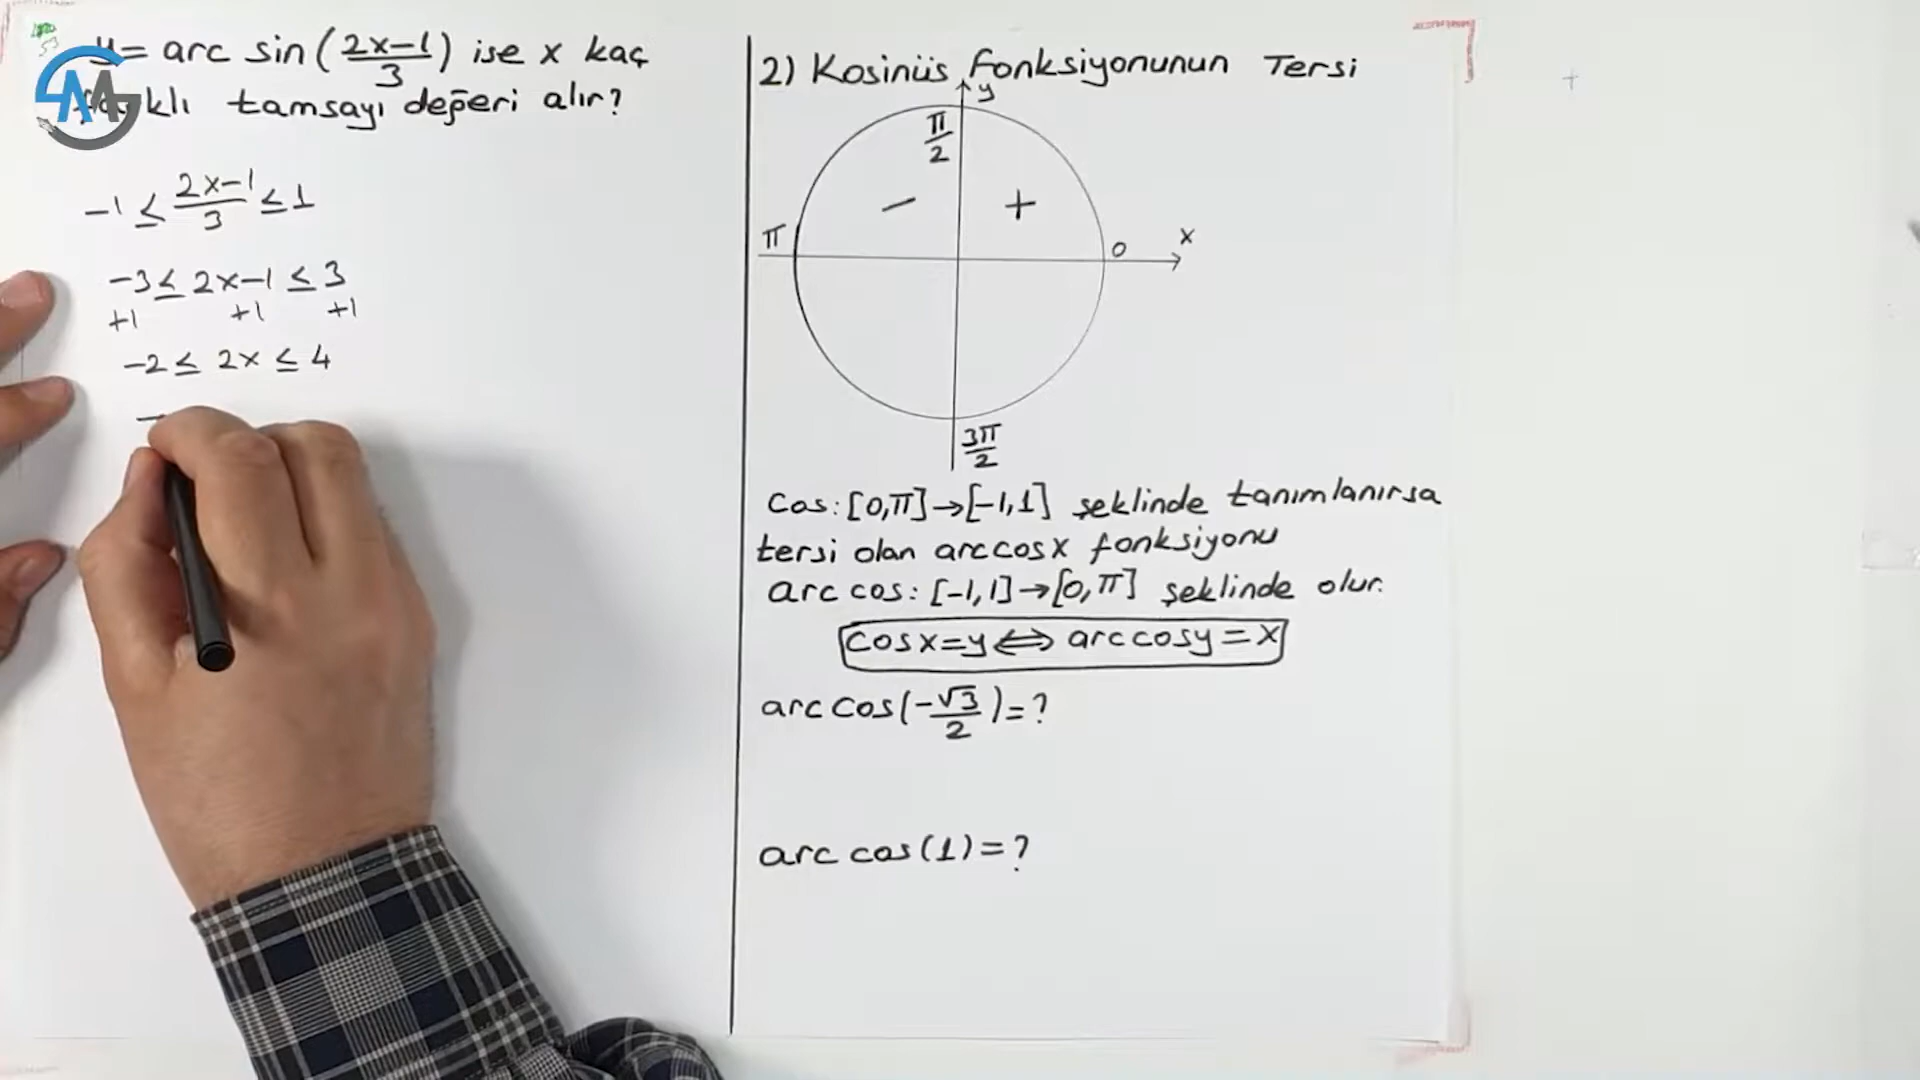 y = arc sin(2x-1/3) ise x kaç
farklı tamsayı değeri alır?
-1 ≤ 2x-1/3 ≤ 1
-3 ≤ 2x-1 ≤ 3
+1 +1 +1
-2 ≤ 2x ≤ 4
-
2) Kosinüs fonksiyonunun Tersi
y
π/2
- +
π 0 x
3π/2
Cos: [0,π]→[-1,1] şeklinde tanımlanırsa
tersi olan arccosx fonksiyonu
arc cos: [-1,1]→[0,π] şeklinde olur.
cosx=y⇔arccosy=x
arc cos(-√3/2)=?
arc cos(1)=?